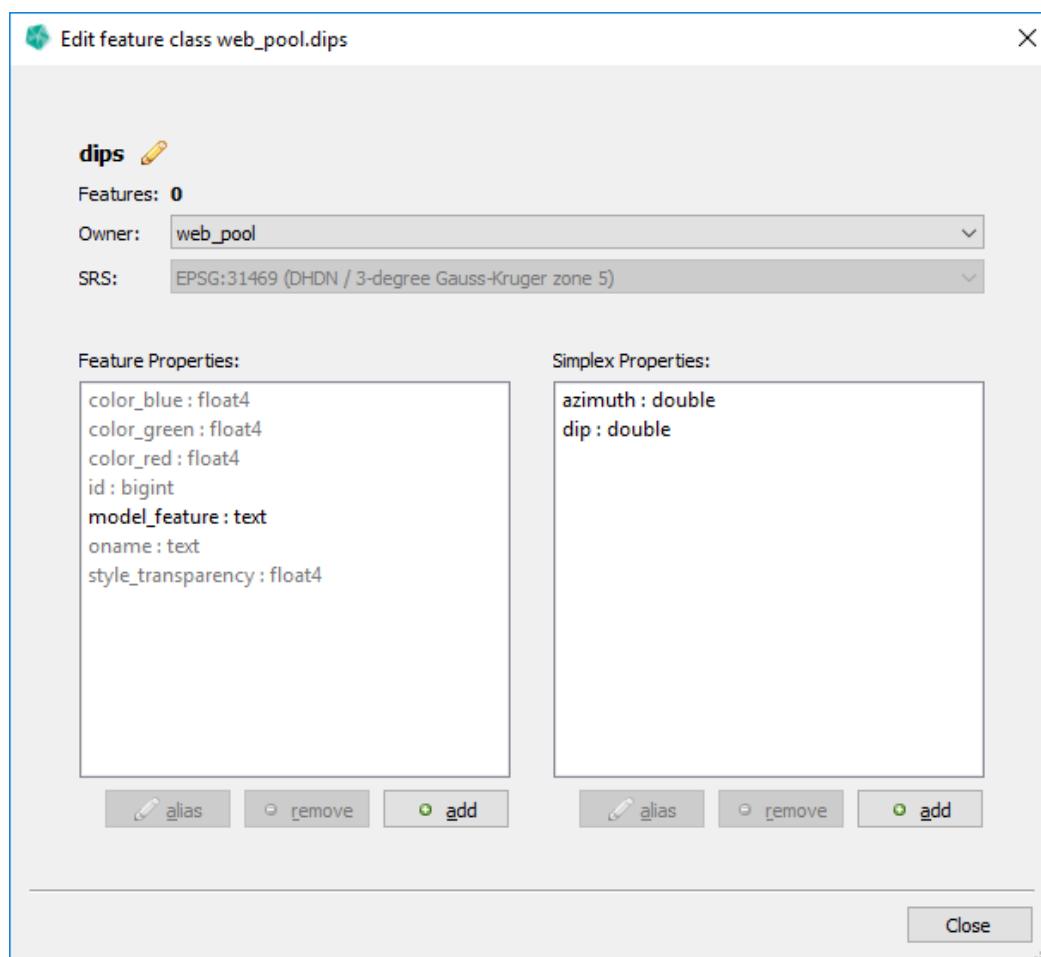 Edit feature class web_pool.dips
dips
Features: 0
Owner: web_pool
SRS: EPSG:31469 (DHDN / 3-degree Gauss-Kruger zone 5)
Feature Properties:
color_blue : float4
color_green : float4
color_red : float4
id : bigint
model_feature : text
oname : text
style_transparency : float4
alias remove add
Simplex Properties:
azimuth : double
dip : double
alias remove add
Close